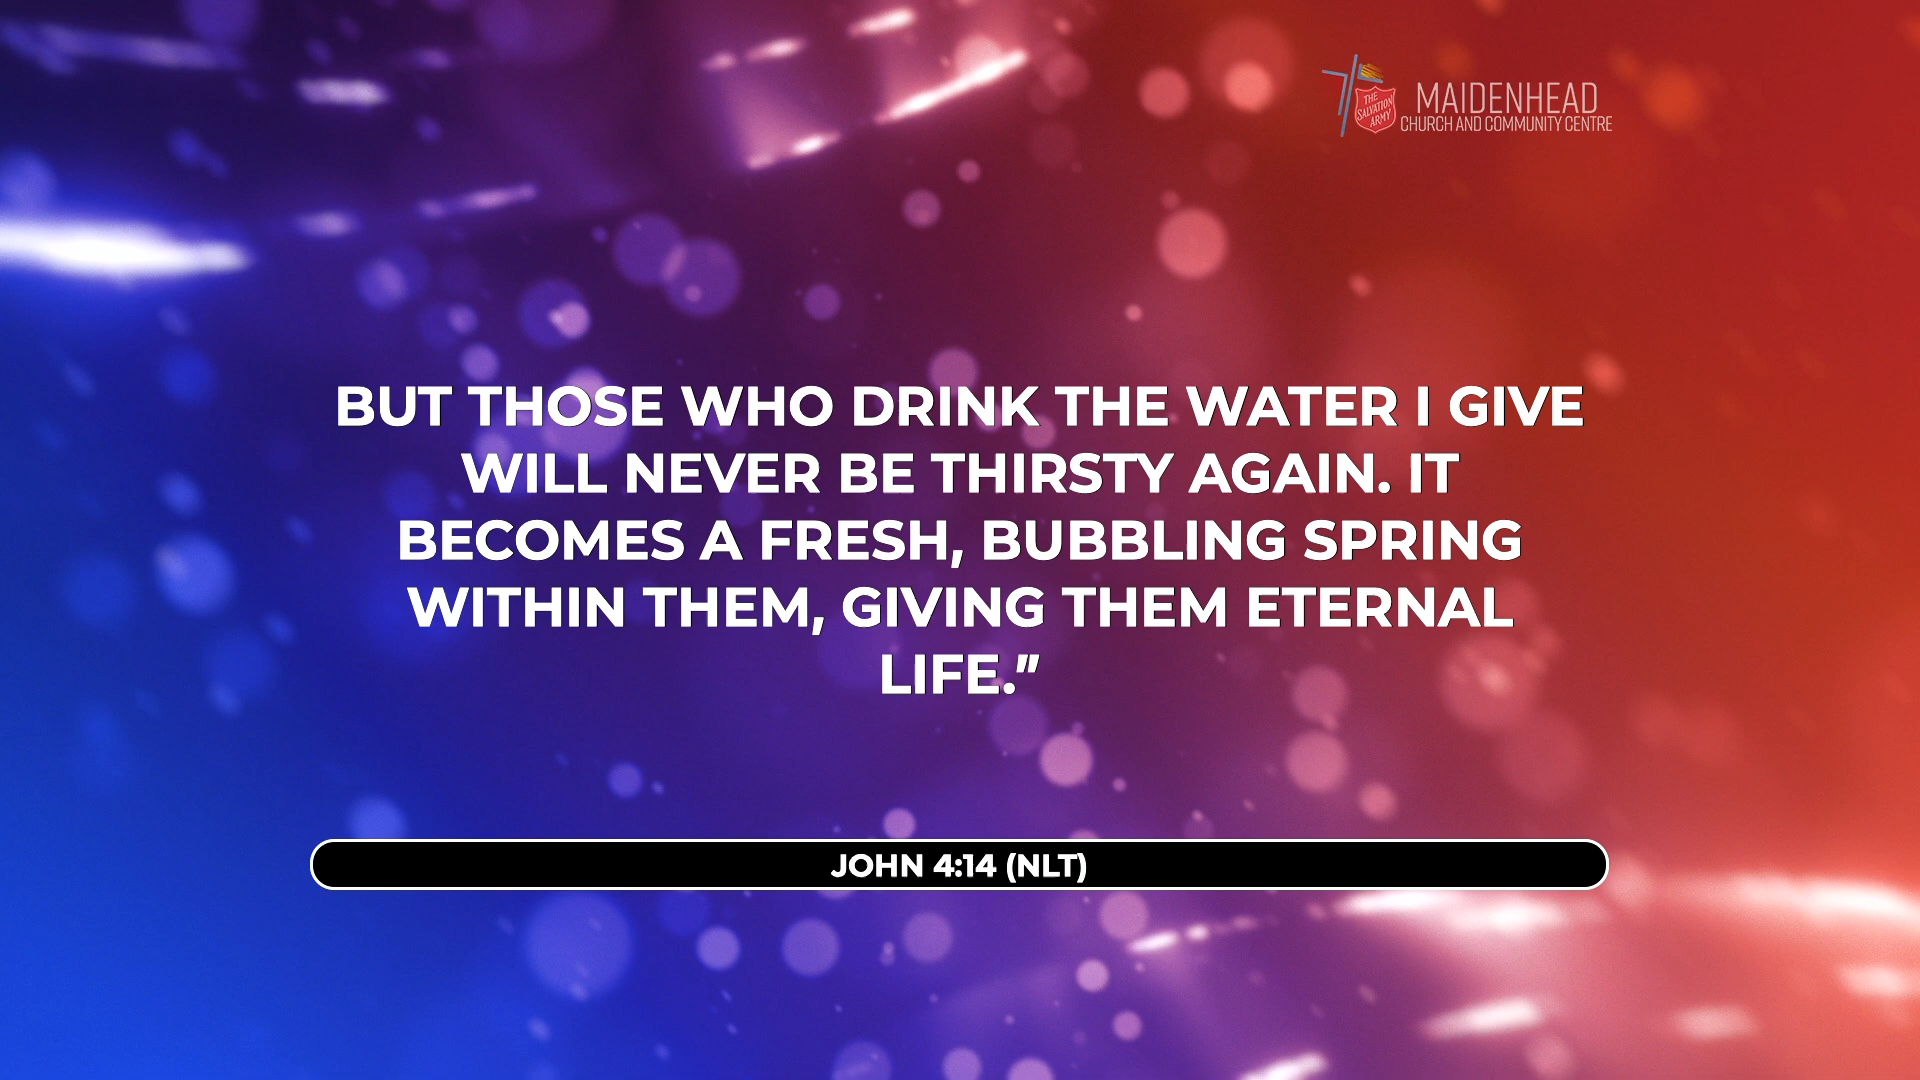 THE
SALVATION
ARMY
MAIDENHEAD
CHURCH AND COMMUNITY CENTRE
BUT THOSE WHO DRINK THE WATER I GIVE
WILL NEVER BE THIRSTY AGAIN. IT
BECOMES A FRESH, BUBBLING SPRING
WITHIN THEM, GIVING THEM ETERNAL
LIFE.”
JOHN 4:14 (NLT)